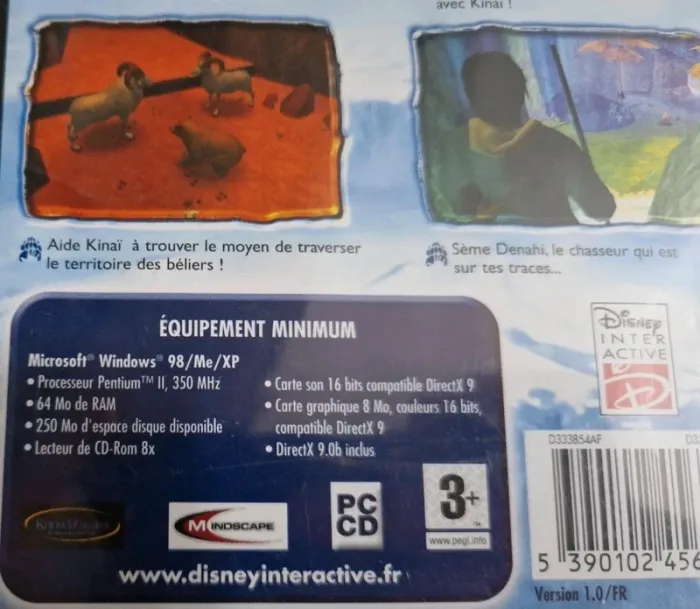 avec Kinaï !
Aide Kinaï à trouver le moyen de traverser
le territoire des béliers !
Sème Denahi, le chasseur qui est
sur tes traces...
ÉQUIPEMENT MINIMUM
Microsoft® Windows® 98/Me/XP
• Processeur Pentium™ II, 350 MHz
• 64 Mo de RAM
• 250 Mo d'espace disque disponible
• Lecteur de CD-Rom 8x
• Carte son 16 bits compatible DirectX 9
• Carte graphique 8 Mo, couleurs 16 bits,
compatible DirectX 9
• DirectX 9.0b inclus
DISNEY
INTER
ACTIVE
D333854AF
MINDSCAPE
PC
CD
3+
™
www.pegi.info
5 390102 456
www.disneyinteractive.fr
Version 1.0/FR